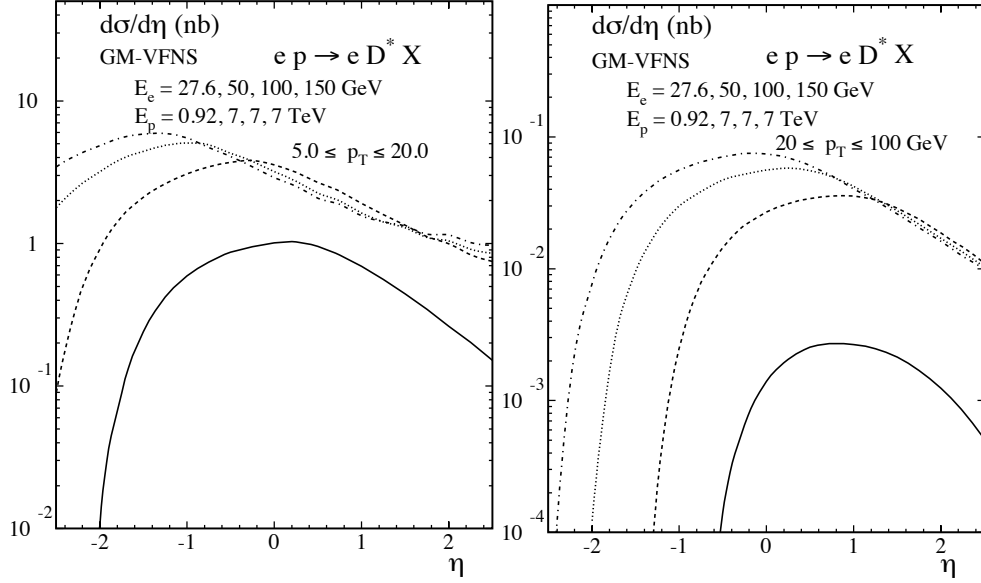 dσ/dη (nb)
GM-VFNS
e p → e D* X
E_e = 27.6, 50, 100, 150 GeV
E_p = 0.92, 7, 7, 7 TeV
5.0 ≤ p_T ≤ 20.0
10
1
10^-1
10^-2
-2 -1 0 1 2
η
dσ/dη (nb)
GM-VFNS
e p → e D* X
E_e = 27.6, 50, 100, 150 GeV
E_p = 0.92, 7, 7, 7 TeV
20 ≤ p_T ≤ 100 GeV
10^-1
10^-2
10^-3
10^-4
-2 -1 0 1 2
η